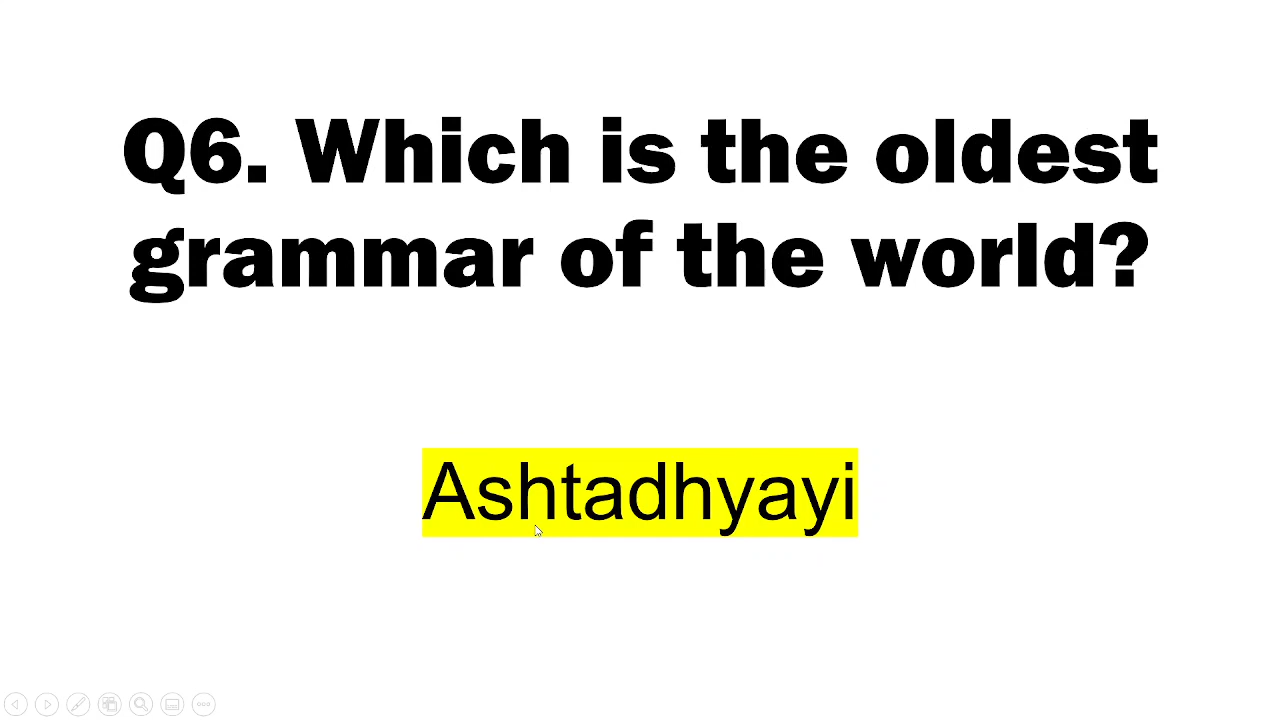 Q6. Which is the oldest
grammar of the world?
Ashtadhyayi